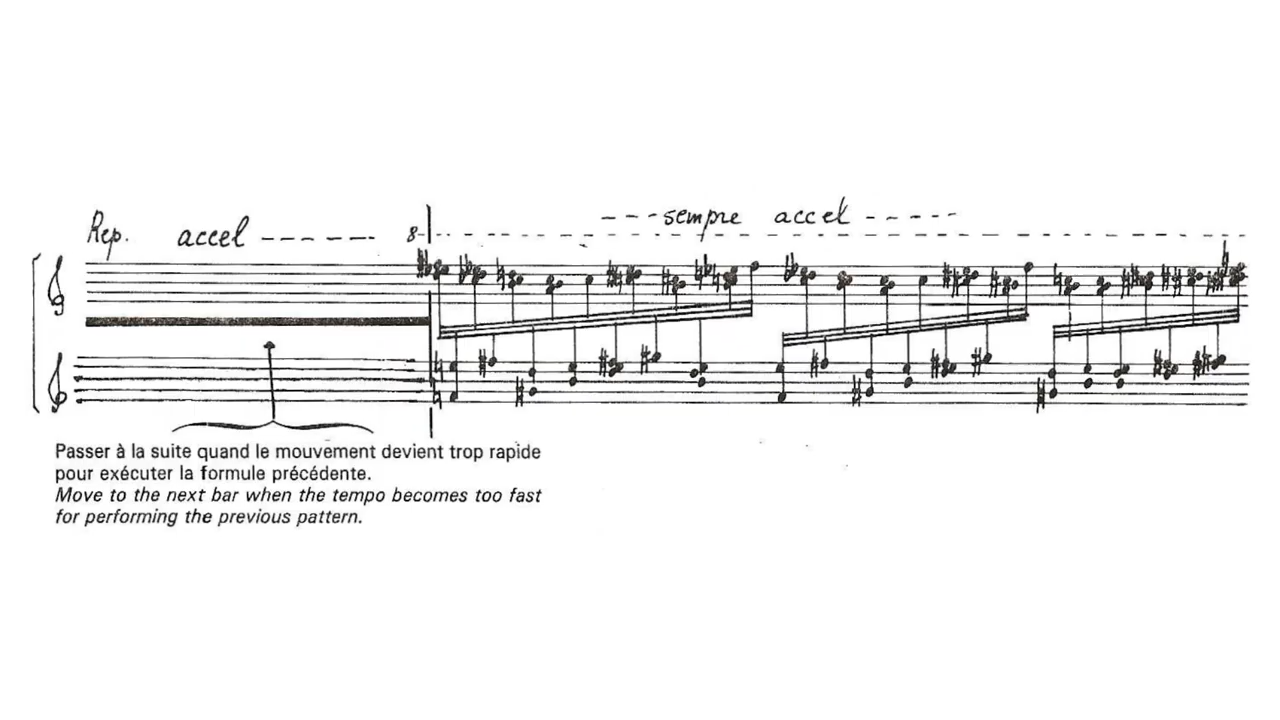 Rep. accel -----
8
---sempre accel-----
Passer à la suite quand le mouvement devient trop rapide
pour exécuter la formule précédente.
Move to the next bar when the tempo becomes too fast
for performing the previous pattern.